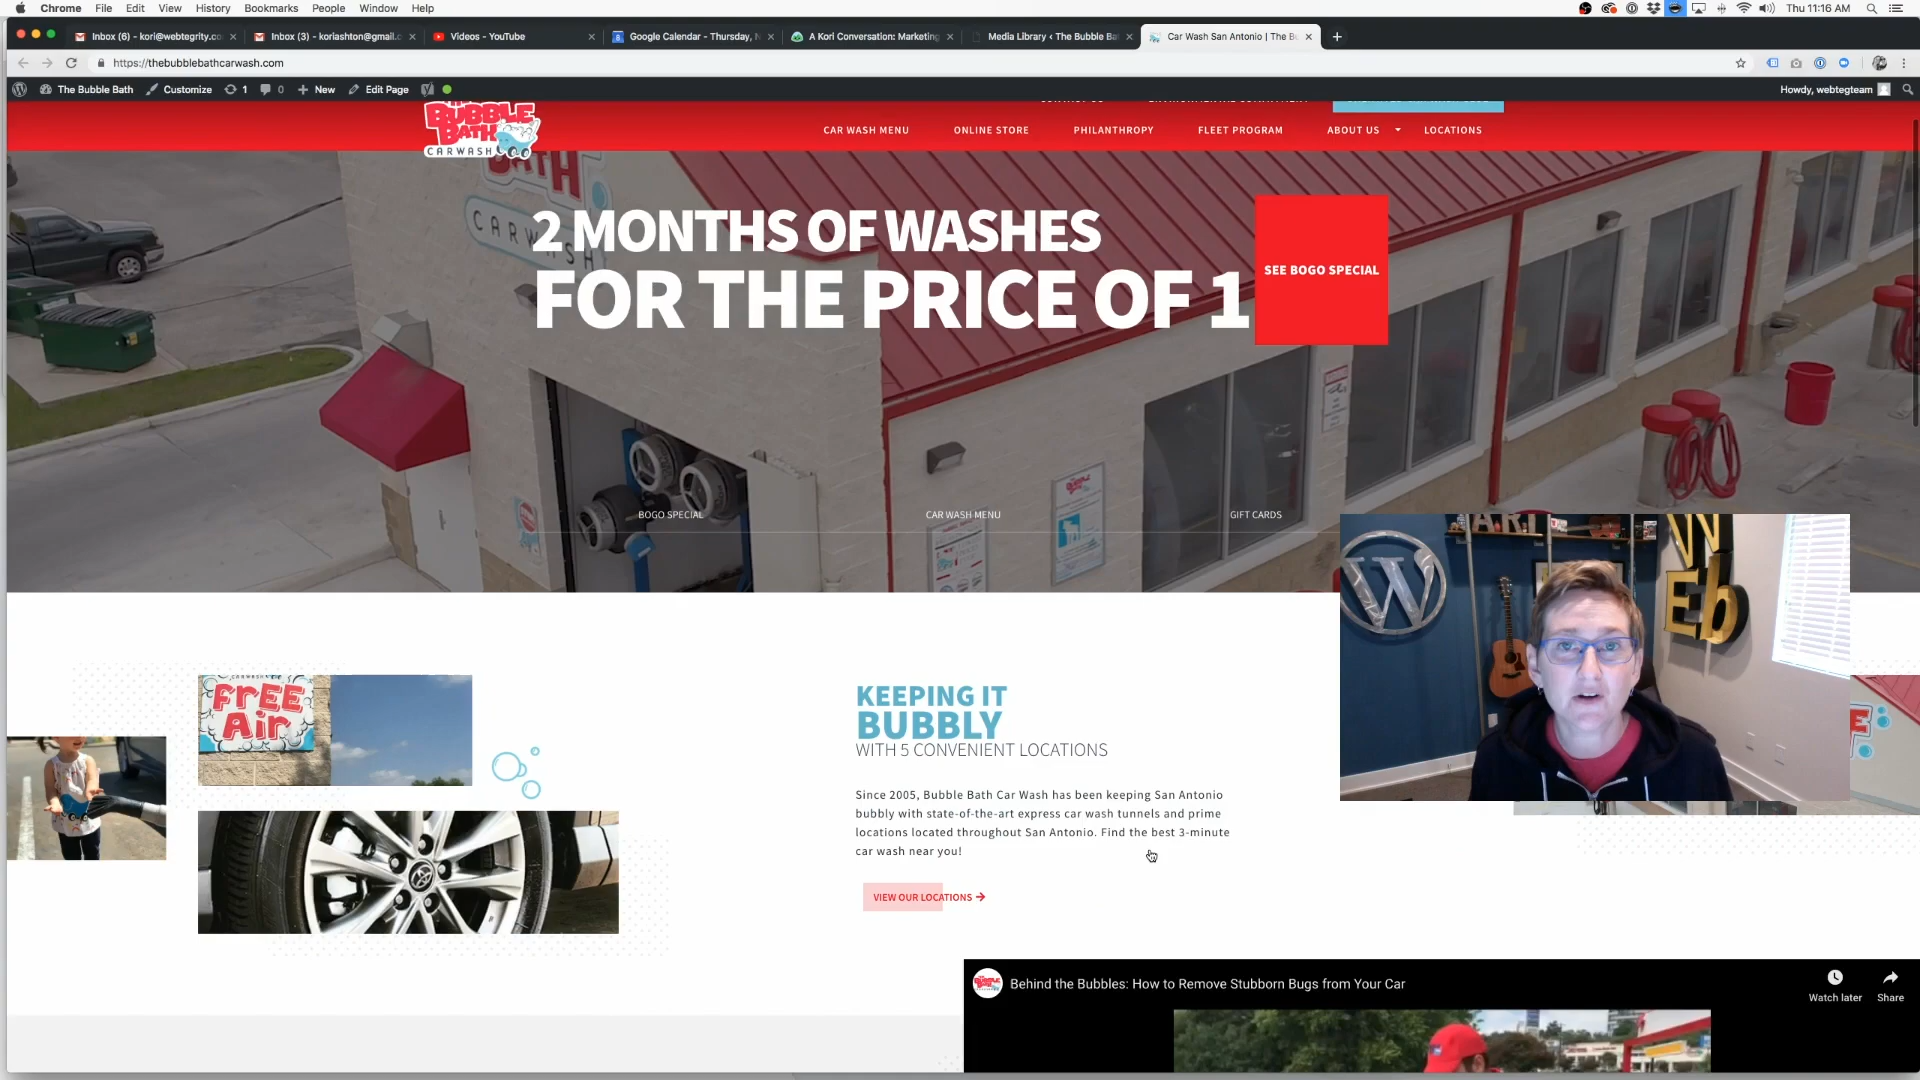 Chrome File Edit View History Bookmarks People Window Help Thu 11:16 AM
Inbox (6) - kori@webtegrity.co
Inbox (3) - koriashton@gmail.c
Videos - YouTube
Google Calendar - Thursday, N
A Kori Conversation: Marketing
Media Library ‹ The Bubble Ba
Car Wash San Antonio | The B
https://thebubblebathcarwash.com
The Bubble Bath Customize 1 0 New Edit Page Howdy, webtegteam
BUBBLE
BATH
CARWASH
CAR WASH MENU ONLINE STORE PHILANTHROPY FLEET PROGRAM ABOUT US LOCATIONS
BATH
CARWASH
2 MONTHS OF WASHES
FOR THE PRICE OF 1
SEE BOGO SPECIAL
BOGO SPECIAL CAR WASH MENU GIFT CARDS
W
W
Eb
CARWASH
FREE
Air
KEEPING IT
BUBBLY
WITH 5 CONVENIENT LOCATIONS
Since 2005, Bubble Bath Car Wash has been keeping San Antonio
bubbly with state-of-the-art express car wash tunnels and prime
locations located throughout San Antonio. Find the best 3-minute
car wash near you!
VIEW OUR LOCATIONS →
Behind the Bubbles: How to Remove Stubborn Bugs from Your Car
Watch later Share